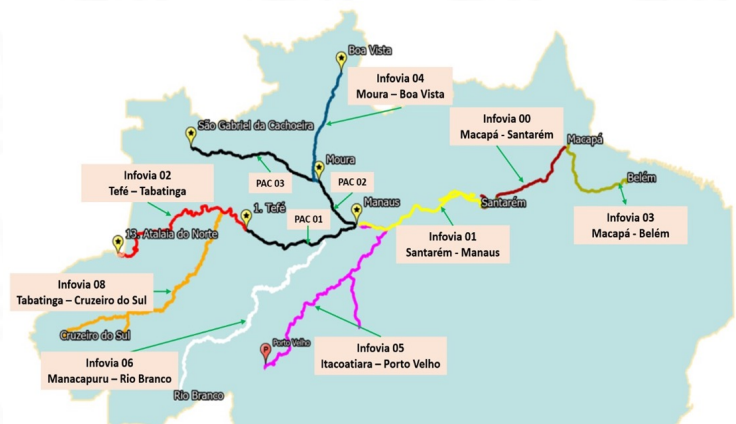 Boa Vista
Infovia 04
Moura – Boa Vista
Infovia 00
Macapá - Santarém
São Gabriel da Cachoeira
Macapá
Moura
Infovia 02
Tefé – Tabatinga
PAC 03
PAC 02
Belém
Manaus
Santarém
1. Tefé
PAC 01
Infovia 03
Macapá - Belém
13. Atalaia do Norte
Infovia 01
Santarém - Manaus
Infovia 08
Tabatinga – Cruzeiro do Sul
Cruzeiro do Sul
Porto Velho
Infovia 05
Itacoatiara – Porto Velho
Infovia 06
Manacapuru – Rio Branco
Rio Branco